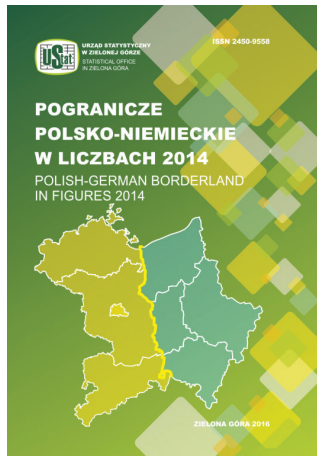 UStat
URZĄD STATYSTYCZNY
W ZIELONEJ GÓRZE
STATISTICAL OFFICE
IN ZIELONA GÓRA
ISSN 2450-9558
POGRANICZE
POLSKO-NIEMIECKIE
W LICZBACH 2014
POLISH-GERMAN BORDERLAND
IN FIGURES 2014
ZIELONA GÓRA 2016